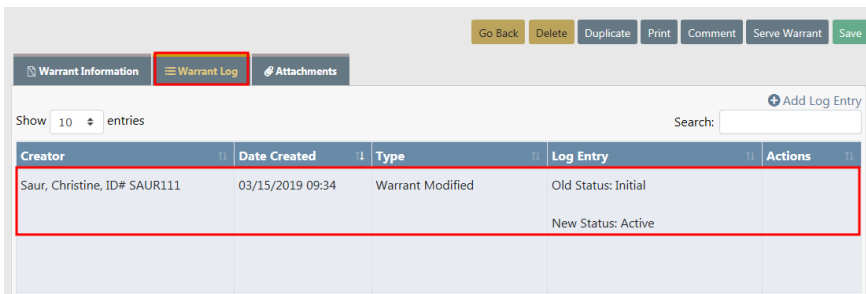 Go Back Delete Duplicate Print Comment Serve Warrant Save
Warrant Information Warrant Log Attachments
Add Log Entry
Show 10 entries Search:
Creator Date Created Type Log Entry Actions
Saur, Christine, ID# SAUR111 03/15/2019 09:34 Warrant Modified Old Status: Initial
New Status: Active